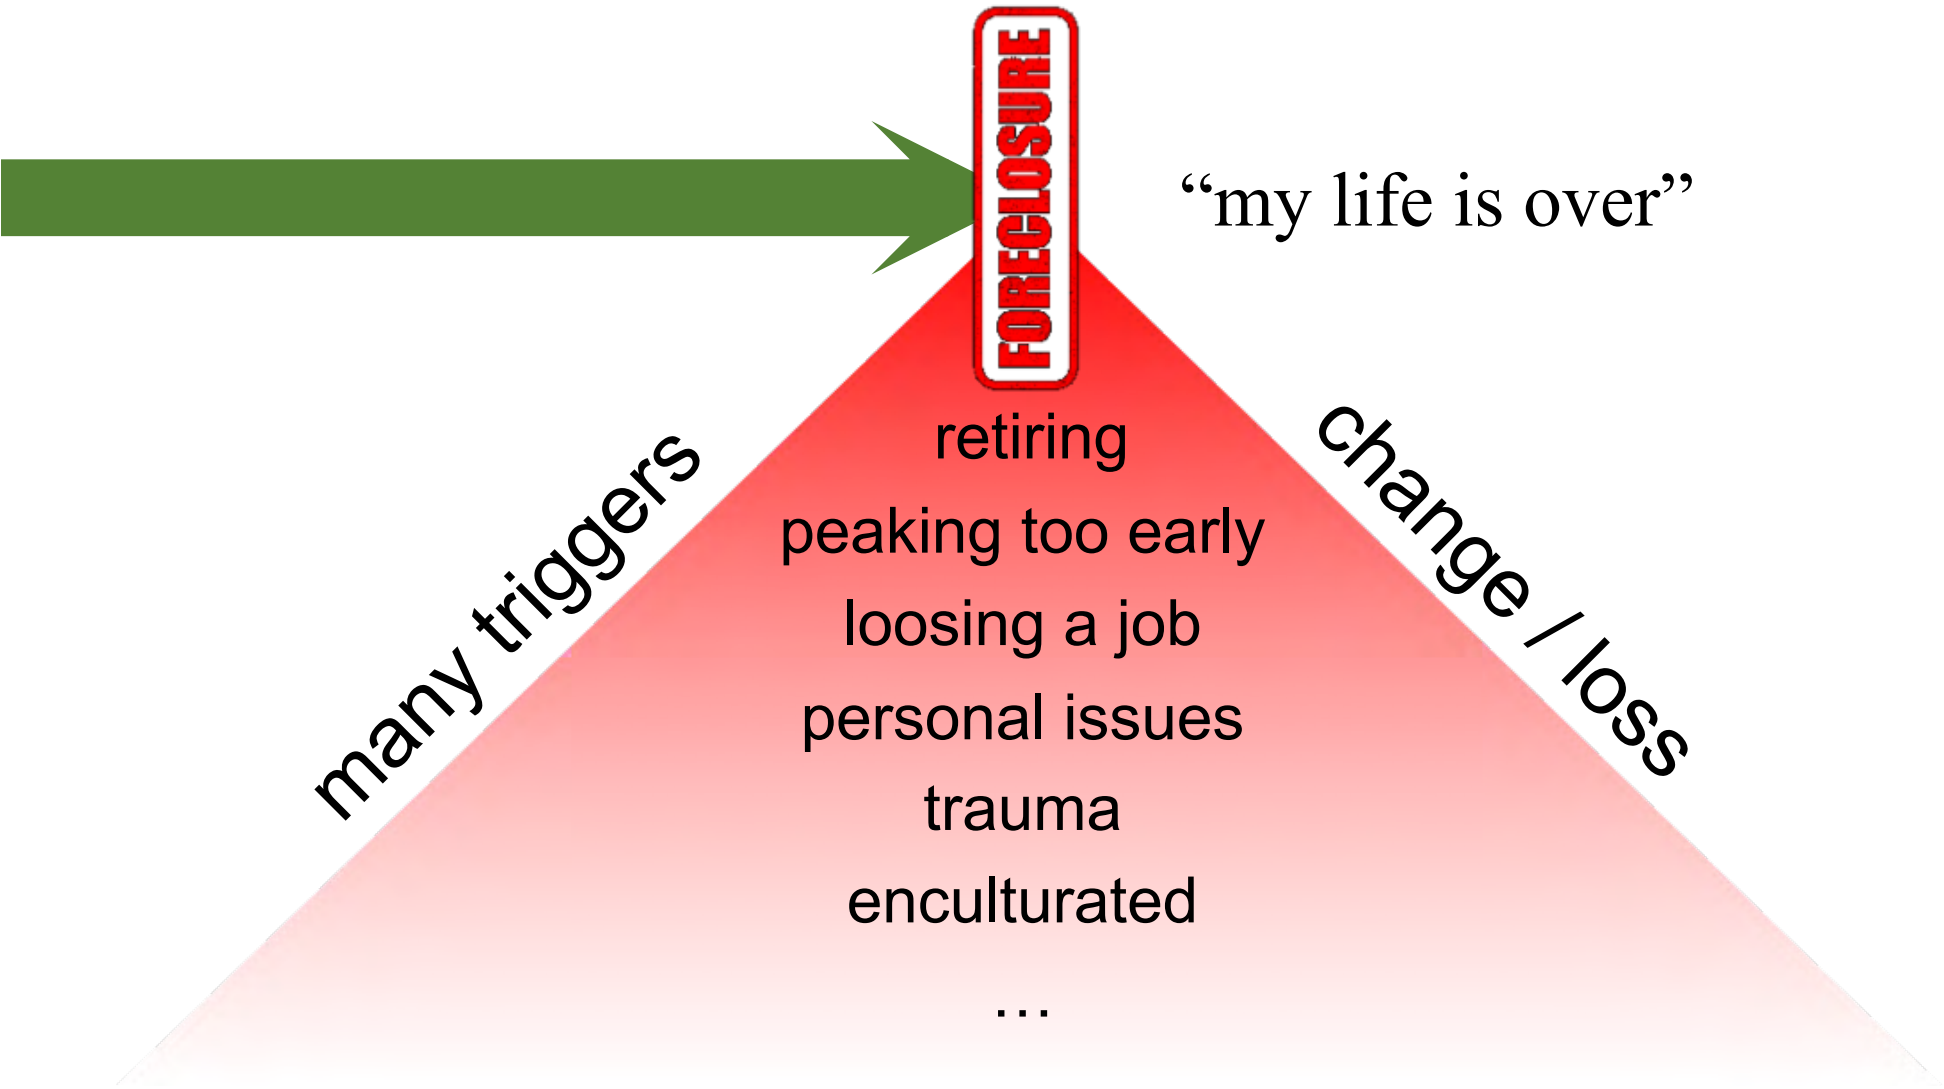 FORECLOSURE
“my life is over”
many triggers
change / loss
retiring
peaking too early
loosing a job
personal issues
trauma
enculturated
…